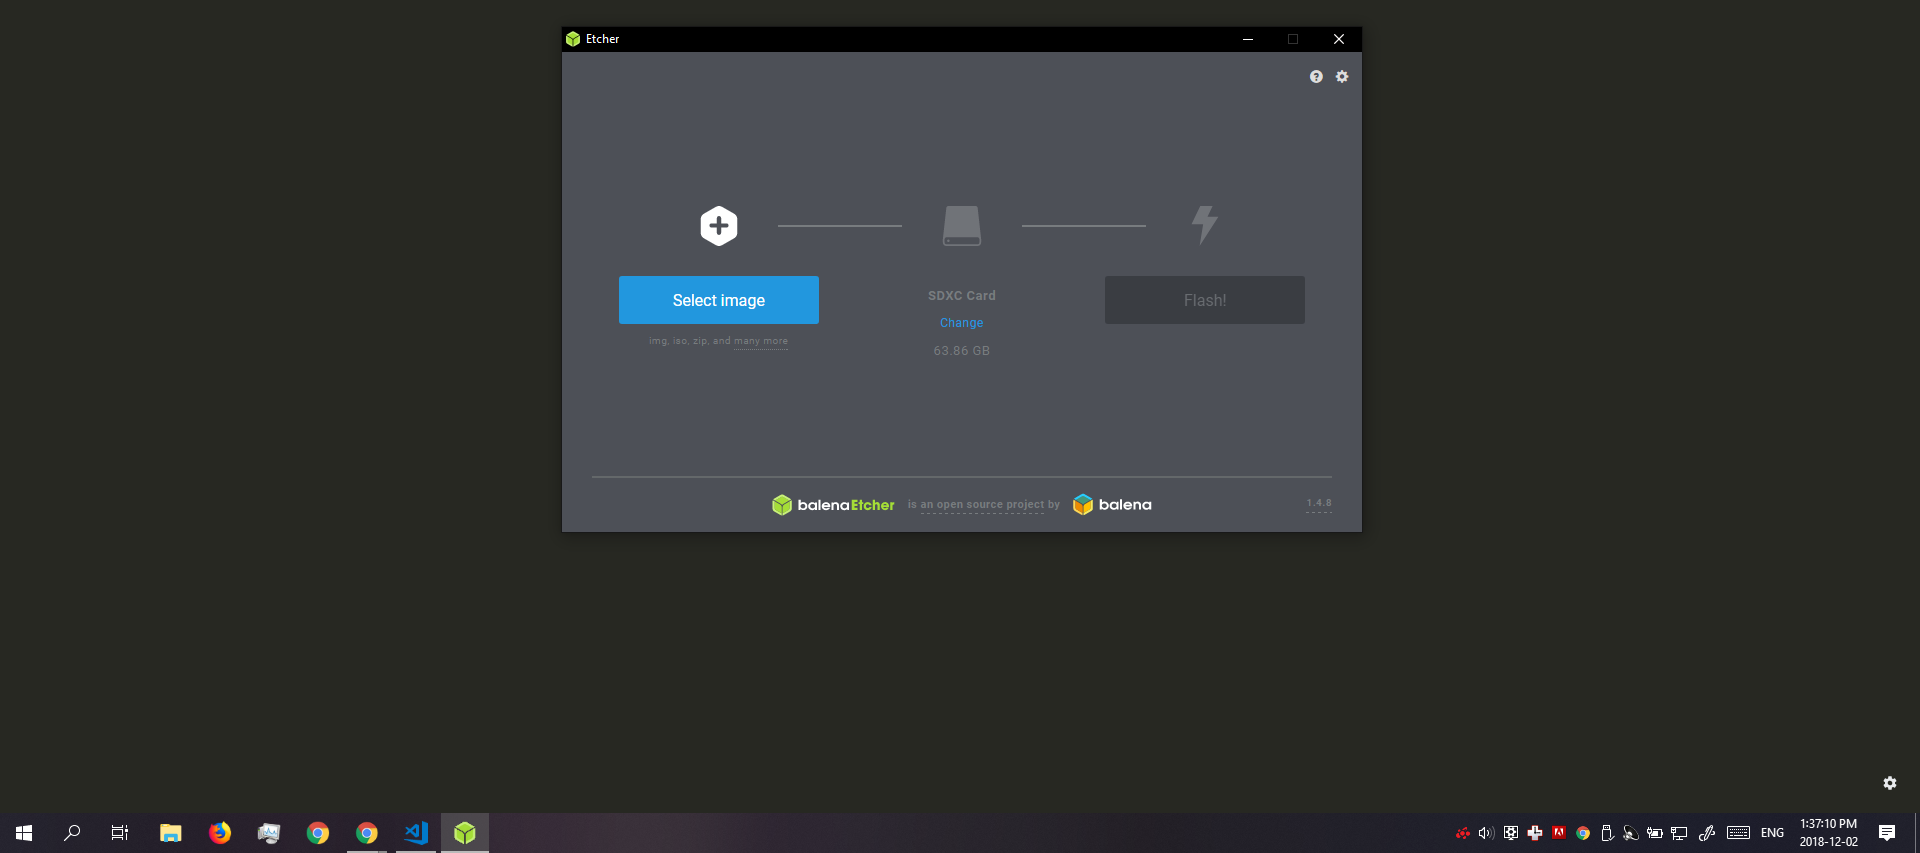 Etcher
Select image
img, iso, zip, and many more
SDXC Card
Change
63.86 GB
Flash!
balenaEtcher is an open source project by balena
1.4.8
ENG
1:37:10 PM
2018-12-02